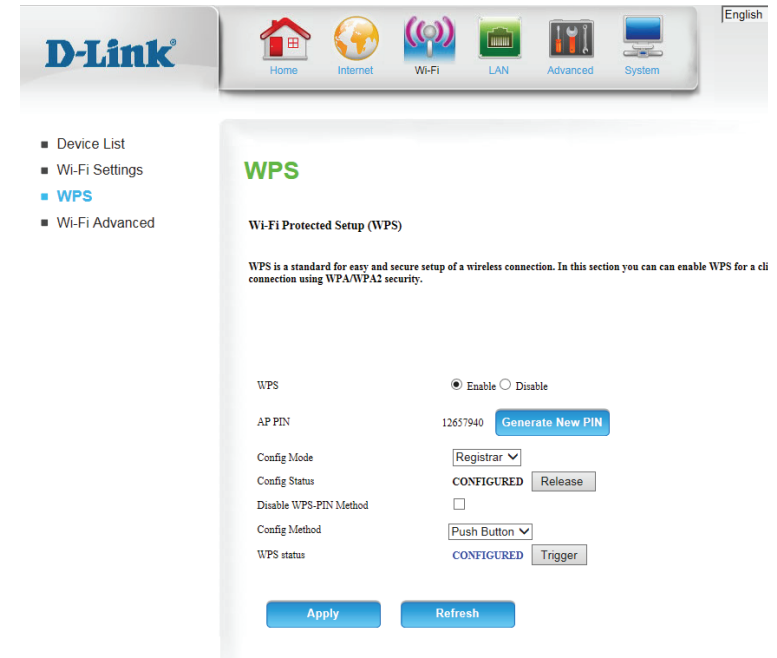 English
D-Link®
Home Internet Wi-Fi LAN Advanced System
Device List
Wi-Fi Settings
WPS
Wi-Fi Advanced
WPS
Wi-Fi Protected Setup (WPS)
WPS is a standard for easy and secure setup of a wireless connection. In this section you can can enable WPS for a cli
connection using WPA/WPA2 security.
WPS Enable Disable
AP PIN 12657940 Generate New PIN
Config Mode Registrar
Config Status CONFIGURED Release
Disable WPS-PIN Method
Config Method Push Button
WPS status CONFIGURED Trigger
Apply Refresh